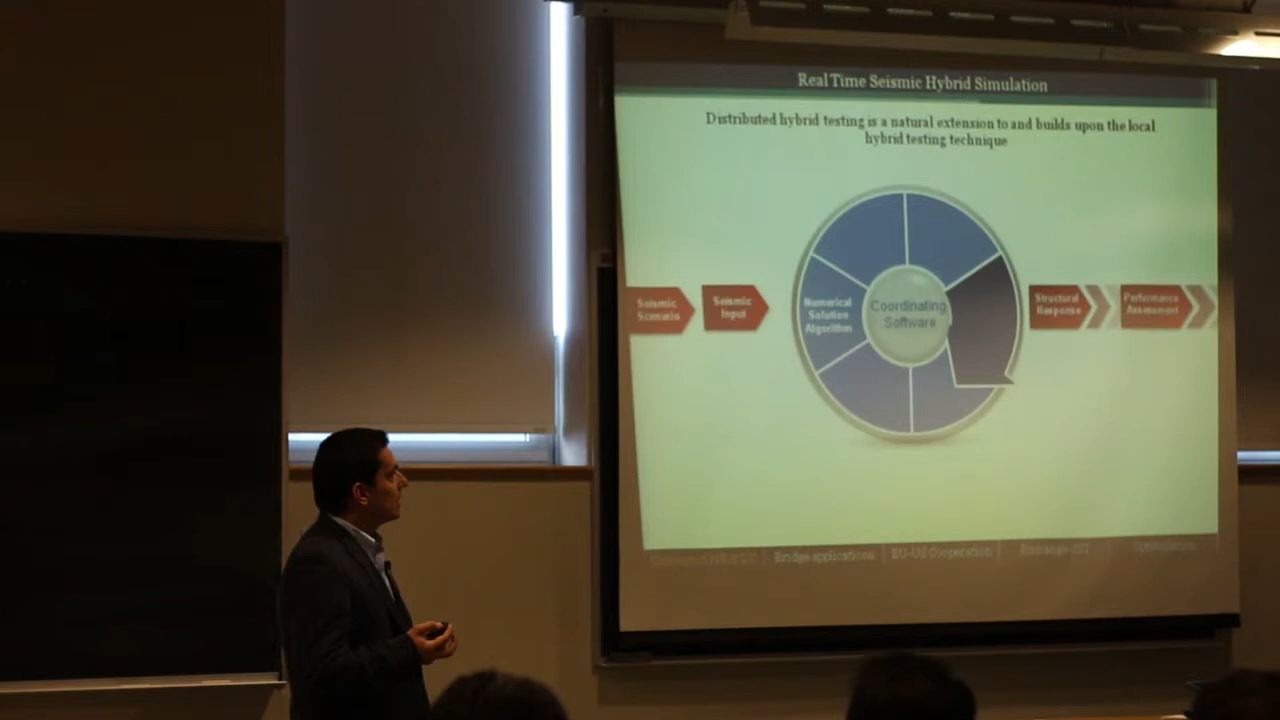 Real Time Seismic Hybrid Simulation
Distributed hybrid testing is a natural extension to and builds upon the local
hybrid testing technique
Seismic
Scenario
Seismic
Input
Numerical
Solution
Algorithm
Coordinating
Software
Structural
Response
Performance
Assessment
Bridge applications
EU-US Cooperation